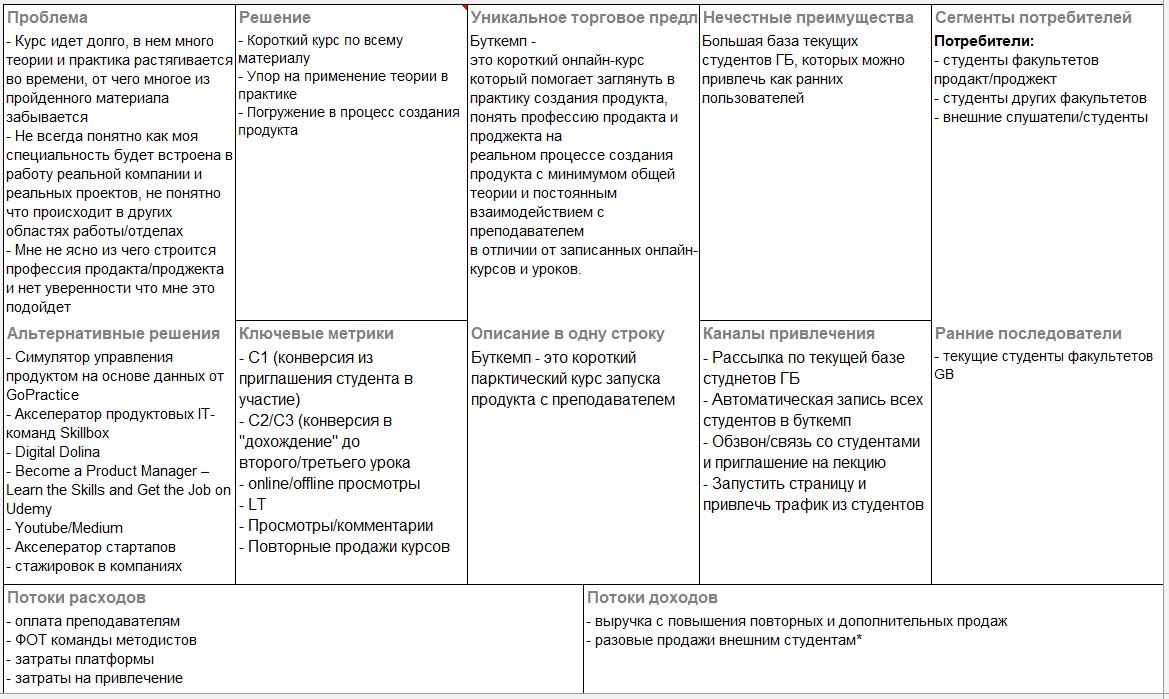 Проблема
- Курс идет долго, в нем много
теории и практика растягивается
во времени, от чего многое из
пройденного материала
забывается
- Не всегда понятно как моя
специальность будет встроена в
работу реальной компании и
реальных проектов, не понятно
что происходит в других
областях работы/отделах
- Мне не ясно из чего строится
профессия продакта/проджекта
и нет уверенности что мне это
подойдет
Решение
- Короткий курс по всему
материалу
- Упор на применение теории в
практике
- Погружение в процесс создания
продукта
Уникальное торговое предл
Буткемп -
это короткий онлайн-курс
который помогает заглянуть в
практику создания продукта,
понять профессию продакта и
проджекта на
реальном процессе создания
продукта с минимумом общей
теории и постоянным
взаимодействием с
преподавателем
в отличии от записанных онлайн-
курсов и уроков.
Нечестные преимущества
Большая база текущих
студентов ГБ, которых можно
привлечь как ранних
пользователей
Сегменты потребителей
Потребители:
- студенты факультетов
продакт/проджект
- студенты других факультетов
- внешние слушатели/студенты
Альтернативные решения
- Симулятор управления
продуктом на основе данных от
GoPractice
- Акселератор продуктовых IT-
команд Skillbox
- Digital Dolina
- Become a Product Manager –
Learn the Skills and Get the Job on
Udemy
- Youtube/Medium
- Акселератор стартапов
- стажировок в компаниях
Ключевые метрики
- C1 (конверсия из
приглашения студента в
участие)
- C2/C3 (конверсия в
"дохождение" до
второго/третьего урока
- online/offline просмотры
- LT
- Просмотры/комментарии
- Повторные продажи курсов
Описание в одну строку
Буткемп - это короткий
парктический курс запуска
продукта с преподавателем
Каналы привлечения
- Рассылка по текущей базе
студнетов ГБ
- Автоматическая запись всех
студентов в буткемп
- Обзвон/связь со студентами
и приглашение на лекцию
- Запустить страницу и
привлечь трафик из студентов
Ранние последователи
- текущие студенты факультетов
GB
Потоки расходов
- оплата преподавателям
- ФОТ команды методистов
- затраты платформы
- затраты на привлечение
Потоки доходов
- выручка с повышения повторных и дополнительных продаж
- разовые продажи внешним студентам*